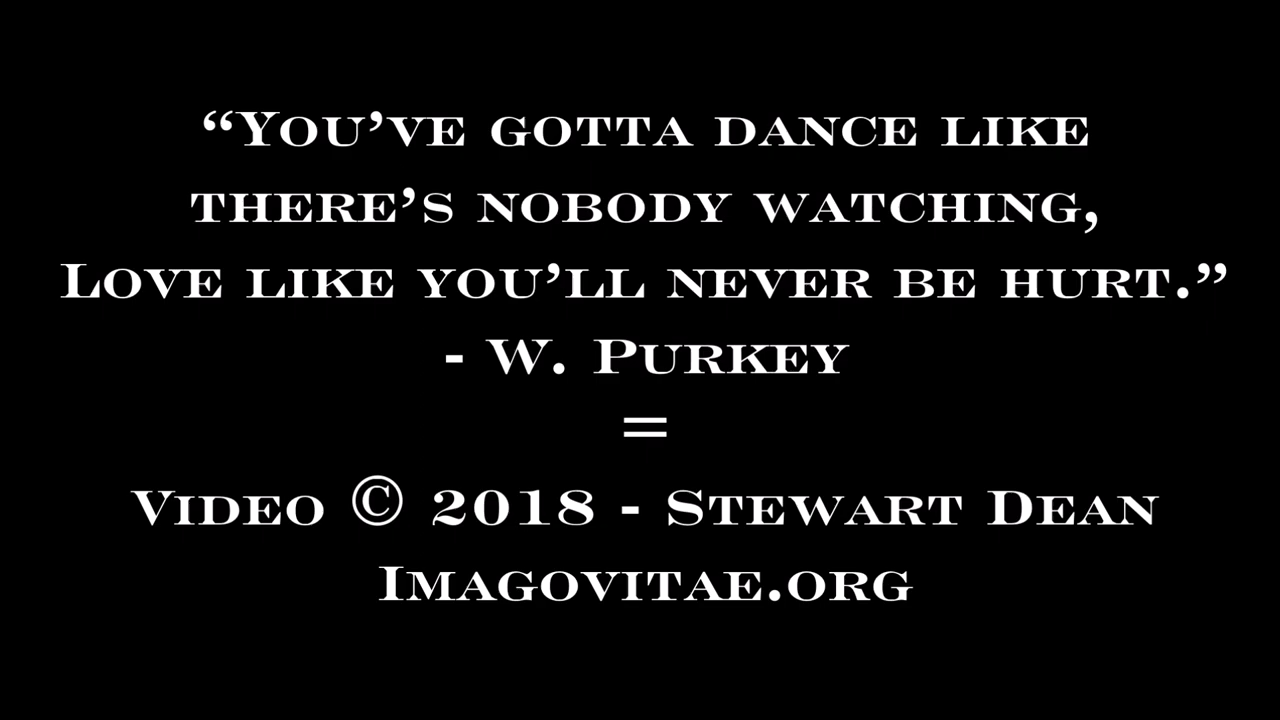 “You’ve gotta dance like
there’s nobody watching,
Love like you’ll never be hurt.”
- W. Purkey
=
Video © 2018 - Stewart Dean
Imagovitae.org